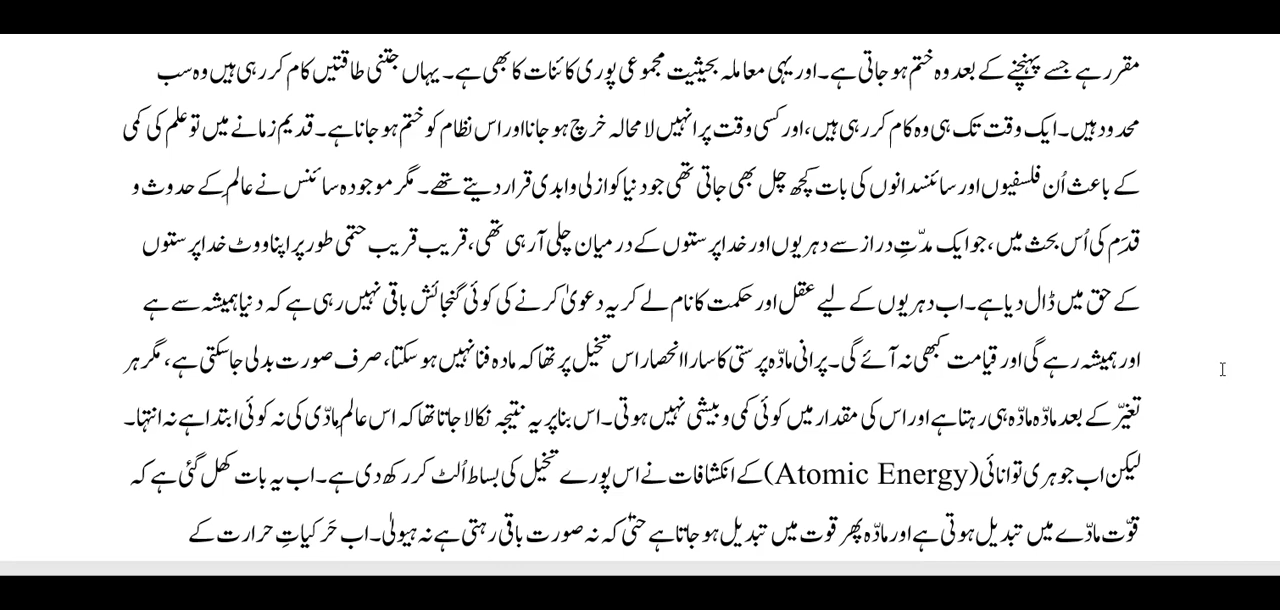 مقرر ہے جسے پہنچنے کے بعد وہ ختم ہو جاتی ہے۔ اور یہی معاملہ بحیثیت مجموعی پوری کائنات کا بھی ہے۔ یہاں جتنی طاقتیں کام کر رہی ہیں وہ سب
محدود ہیں۔ ایک وقت تک ہی وہ کام کر رہی ہیں، اور کسی وقت پر انہیں لامحالہ خرچ ہو جانا اور اس نظام کو ختم ہو جانا ہے۔ قدیم زمانے میں تو علم کی کمی
کے باعث اُن فلسفیوں اور سائنسدانوں کی بات کچھ چل بھی جاتی تھی جو دنیا کو ازلی و ابدی قرار دیتے تھے۔ مگر موجودہ سائنس نے عالَم کے حدوث و
قدَم کی اُس بحث میں، جو ایک مدّتِ دراز سے دہریوں اور خدا پرستوں کے درمیان چلی آ رہی تھی، قریب قریب حتمی طور پر اپنا ووٹ خدا پرستوں
کے حق میں ڈال دیا ہے۔ اب دہریوں کے لیے عقل اور حکمت کا نام لے کر یہ دعویٰ کرنے کی کوئی گنجائش باقی نہیں رہی ہے کہ دنیا ہمیشہ سے ہے
اور ہمیشہ رہے گی اور قیامت کبھی نہ آئے گی۔ پرانی مادّہ پرستی کا سارا انحصار اس تخیل پر تھا کہ مادہ فنا نہیں ہو سکتا، صرف صورت بدلی جا سکتی ہے، مگر ہر
تغیّر کے بعد مادّہ مادّہ ہی رہتا ہے اور اس کی مقدار میں کوئی کمی و بیشی نہیں ہوتی۔ اس بنا پر یہ نتیجہ نکالا جاتا تھا کہ اس عالمِ مادّی کی نہ کوئی ابتدا ہے نہ انتہا۔
لیکن اب جوہری توانائی (Atomic Energy) کے انکشافات نے اس پورے تخیل کی بساط اُلٹ کر رکھ دی ہے۔ اب یہ بات کھل گئی ہے کہ
قوّت مادّے میں تبدیل ہوتی ہے اور مادّہ پھر قوت میں تبدیل ہو جاتا ہے حتیٰ کہ نہ صورت باقی رہتی ہے نہ ہیولیٰ۔ اب حَرکیاتِ حرارت کے